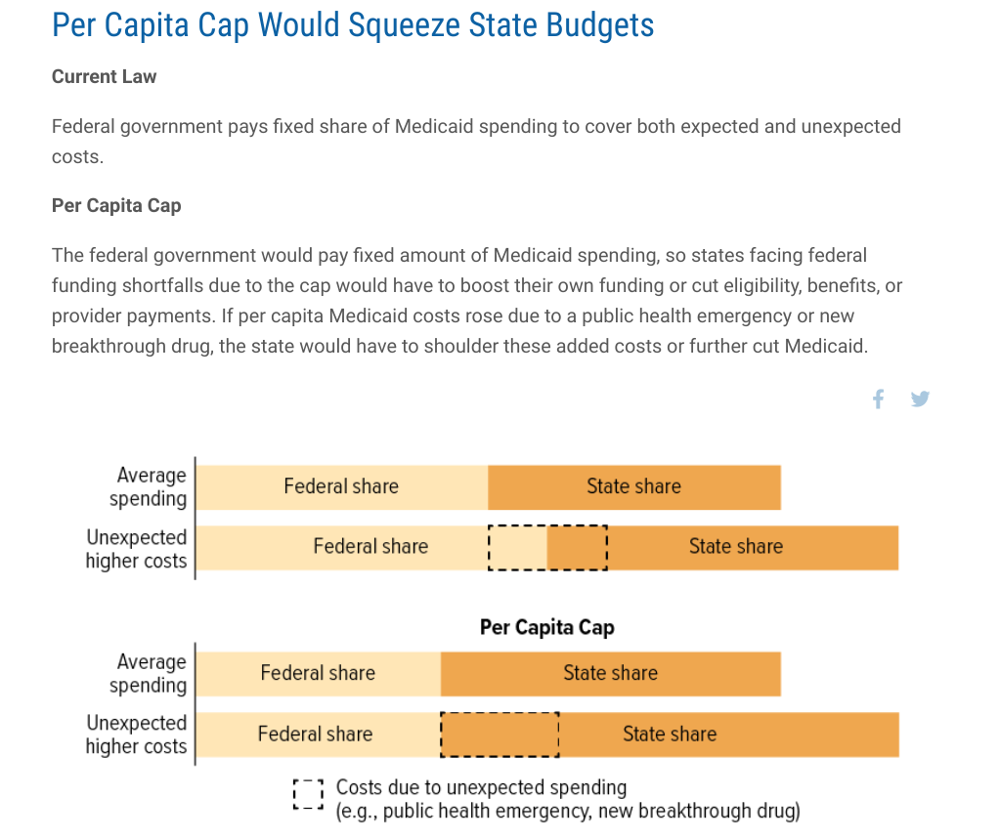 Per Capita Cap Would Squeeze State Budgets
Current Law
Federal government pays fixed share of Medicaid spending to cover both expected and unexpected
costs.
Per Capita Cap
The federal government would pay fixed amount of Medicaid spending, so states facing federal
funding shortfalls due to the cap would have to boost their own funding or cut eligibility, benefits, or
provider payments. If per capita Medicaid costs rose due to a public health emergency or new
breakthrough drug, the state would have to shoulder these added costs or further cut Medicaid.
Average
spending
Federal share
State share
Unexpected
higher costs
Federal share
State share
Per Capita Cap
Average
spending
Federal share
State share
Unexpected
higher costs
Federal share
State share
Costs due to unexpected spending
(e.g., public health emergency, new breakthrough drug)